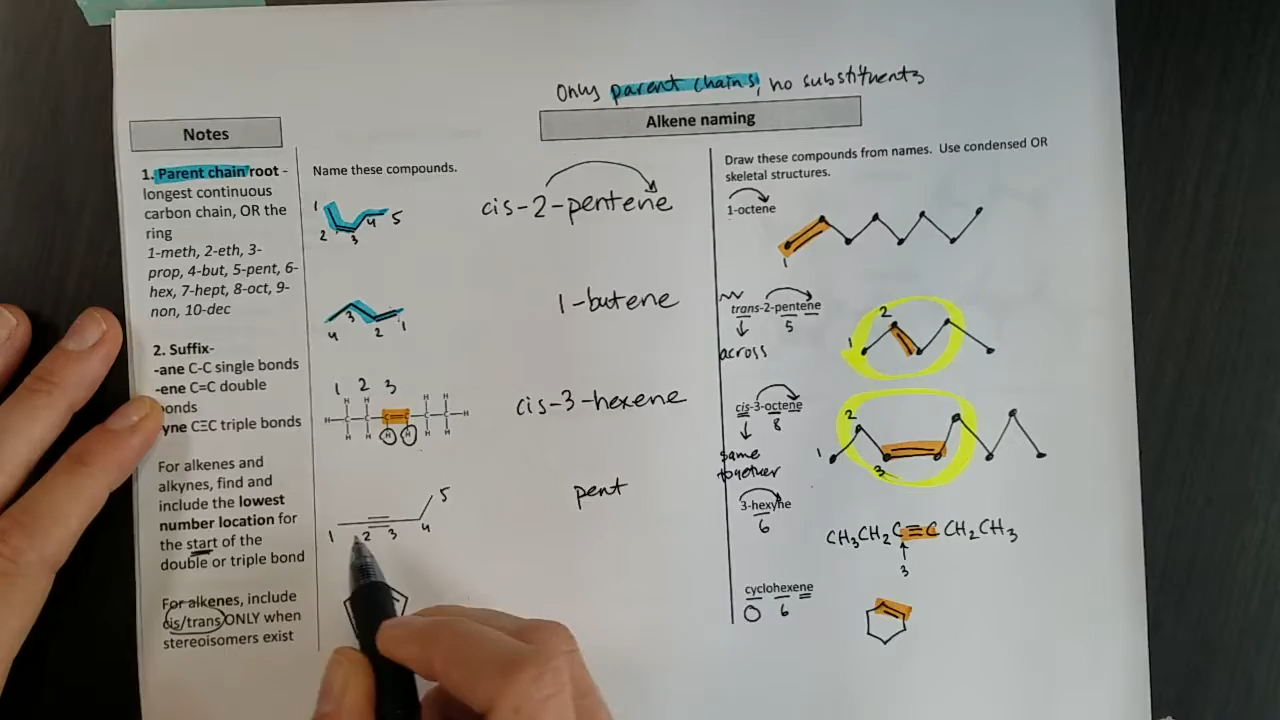 Only parent chains, no substituents
Alkene naming
Notes
1. Parent chain root -
longest continuous
carbon chain, OR the
ring
1-meth, 2-eth, 3-
prop, 4-but, 5-pent, 6-
hex, 7-hept, 8-oct, 9-
non, 10-dec
2. Suffix-
-ane C-C single bonds
-ene C=C double
bonds
yne CΞC triple bonds
For alkenes and
alkynes, find and
include the lowest
number location for
the start of the
double or triple bond
For alkenes, include
cis/trans ONLY when
stereoisomers exist
Name these compounds.
1
2
3
4
5
cis-2-pentene
4
3
2
1
1-butene
1 2 3
H H H H
H C C C = C C C H
H H H H H H
cis-3-hexene
1 2 3 4 5
pent
Draw these compounds from names. Use condensed OR
skeletal structures.
1-octene
1
trans-2-pentene
5
across
1
2
cis-3-octene
8
same
together
1
2
3
3-hexyne
6
CH3CH2C≡CCH2CH3
3
cyclohexene
6